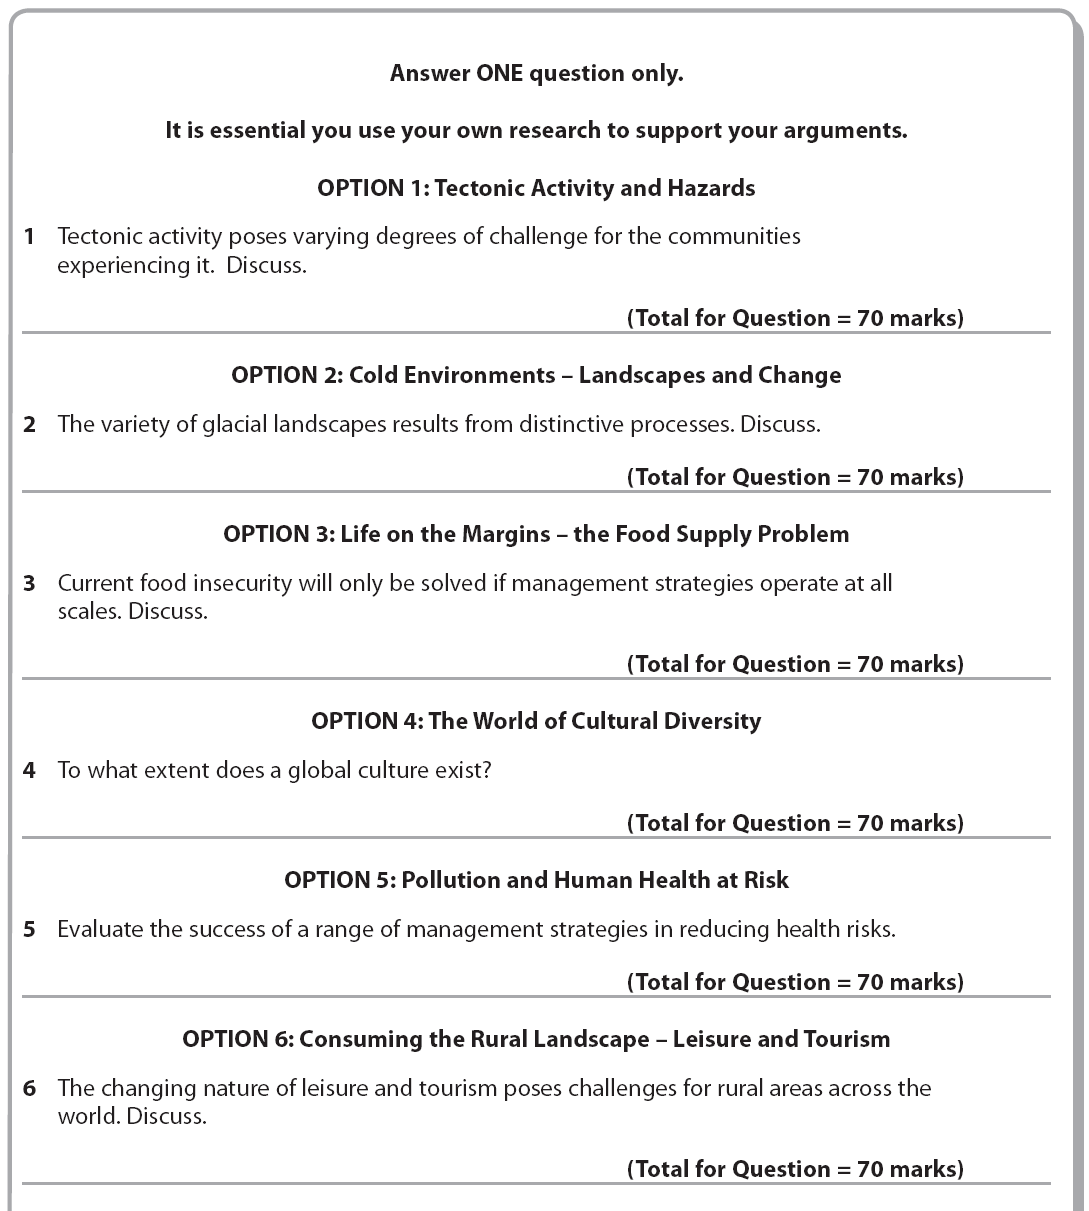 Answer ONE question only.
It is essential you use your own research to support your arguments.
OPTION 1: Tectonic Activity and Hazards
1 Tectonic activity poses varying degrees of challenge for the communities
experiencing it. Discuss.
(Total for Question = 70 marks)
OPTION 2: Cold Environments – Landscapes and Change
2 The variety of glacial landscapes results from distinctive processes. Discuss.
(Total for Question = 70 marks)
OPTION 3: Life on the Margins – the Food Supply Problem
3 Current food insecurity will only be solved if management strategies operate at all
scales. Discuss.
(Total for Question = 70 marks)
OPTION 4: The World of Cultural Diversity
4 To what extent does a global culture exist?
(Total for Question = 70 marks)
OPTION 5: Pollution and Human Health at Risk
5 Evaluate the success of a range of management strategies in reducing health risks.
(Total for Question = 70 marks)
OPTION 6: Consuming the Rural Landscape – Leisure and Tourism
6 The changing nature of leisure and tourism poses challenges for rural areas across the
world. Discuss.
(Total for Question = 70 marks)